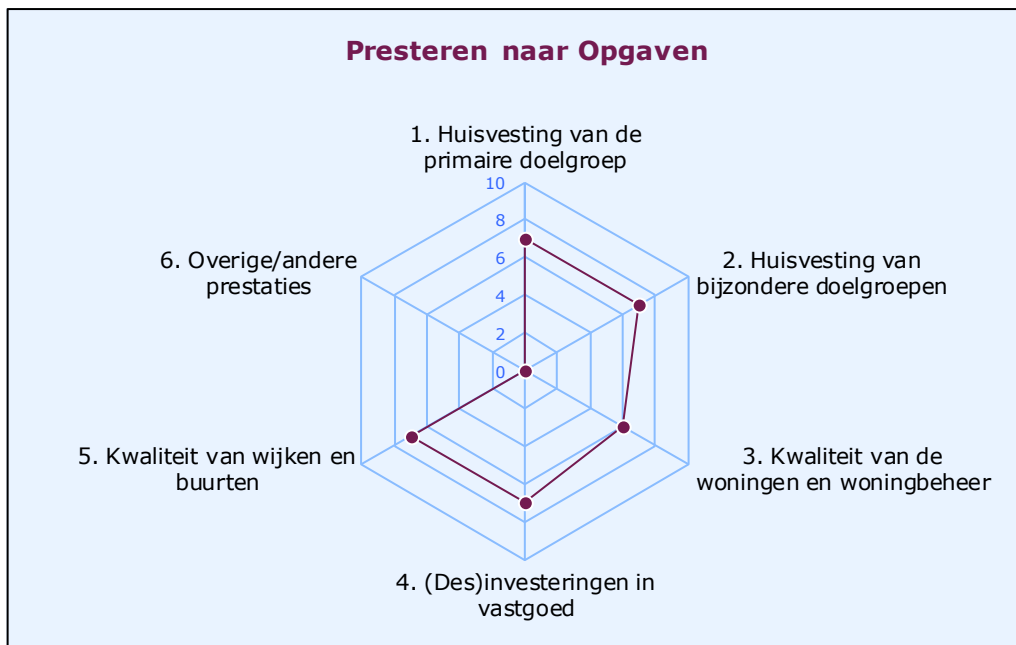 Presteren naar Opgaven
1. Huisvesting van de
primaire doelgroep
10
8
6
4
2
0
2. Huisvesting van
bijzondere doelgroepen
3. Kwaliteit van de
woningen en woningbeheer
4. (Des)investeringen in
vastgoed
5. Kwaliteit van wijken en
buurten
6. Overige/andere
prestaties